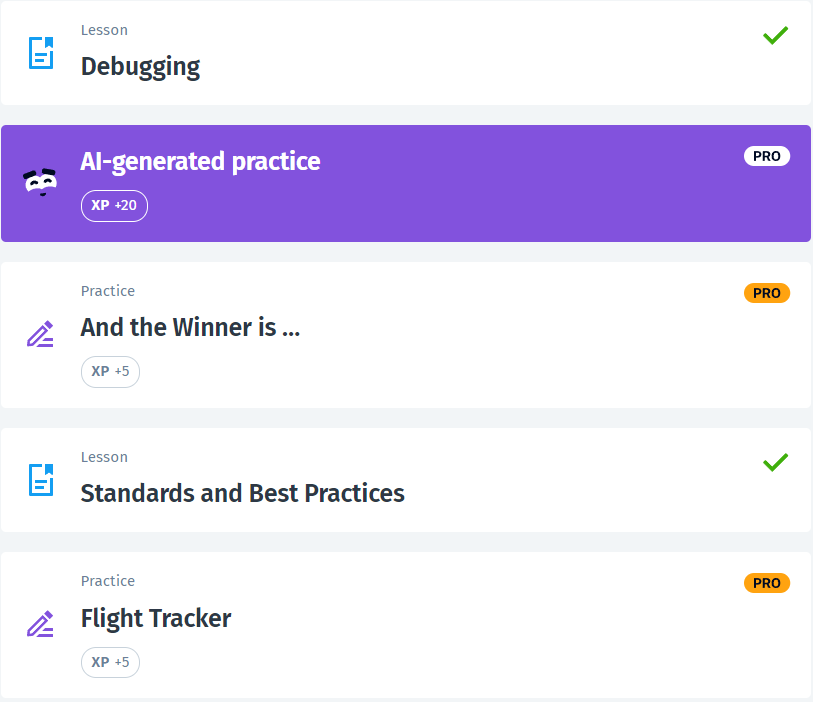 Lesson
Debugging
AI-generated practice
PRO
XP +20
Practice
PRO
And the Winner is ...
XP +5
Lesson
Standards and Best Practices
Practice
PRO
Flight Tracker
XP +5